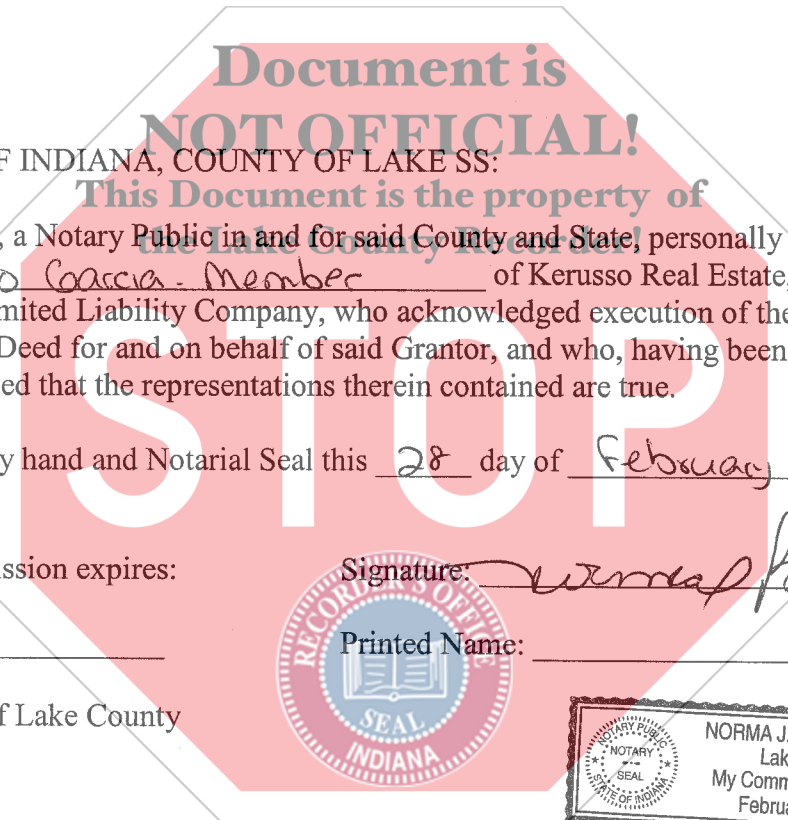 Document is
NOT OFFICIAL!
F INDIANA, COUNTY OF LAKE SS:
This Document is the property of
the Lake County Recorder!
, a Notary Public in and for said County and State, personally
o Garcia - Member of Kerusso Real Estate,
mited Liability Company, who acknowledged execution of the
Deed for and on behalf of said Grantor, and who, having been
ed that the representations therein contained are true.
STOP
y hand and Notarial Seal this 28 day of February
ssion expires:
Signature:
Printed Name:
f Lake County
RECORDER'S OFFICE
SEAL
INDIANA
NOTARY PUBLIC
NOTARY
SEAL
STATE OF INDIANA
NORMA J.
Lak
My Comm
Februa